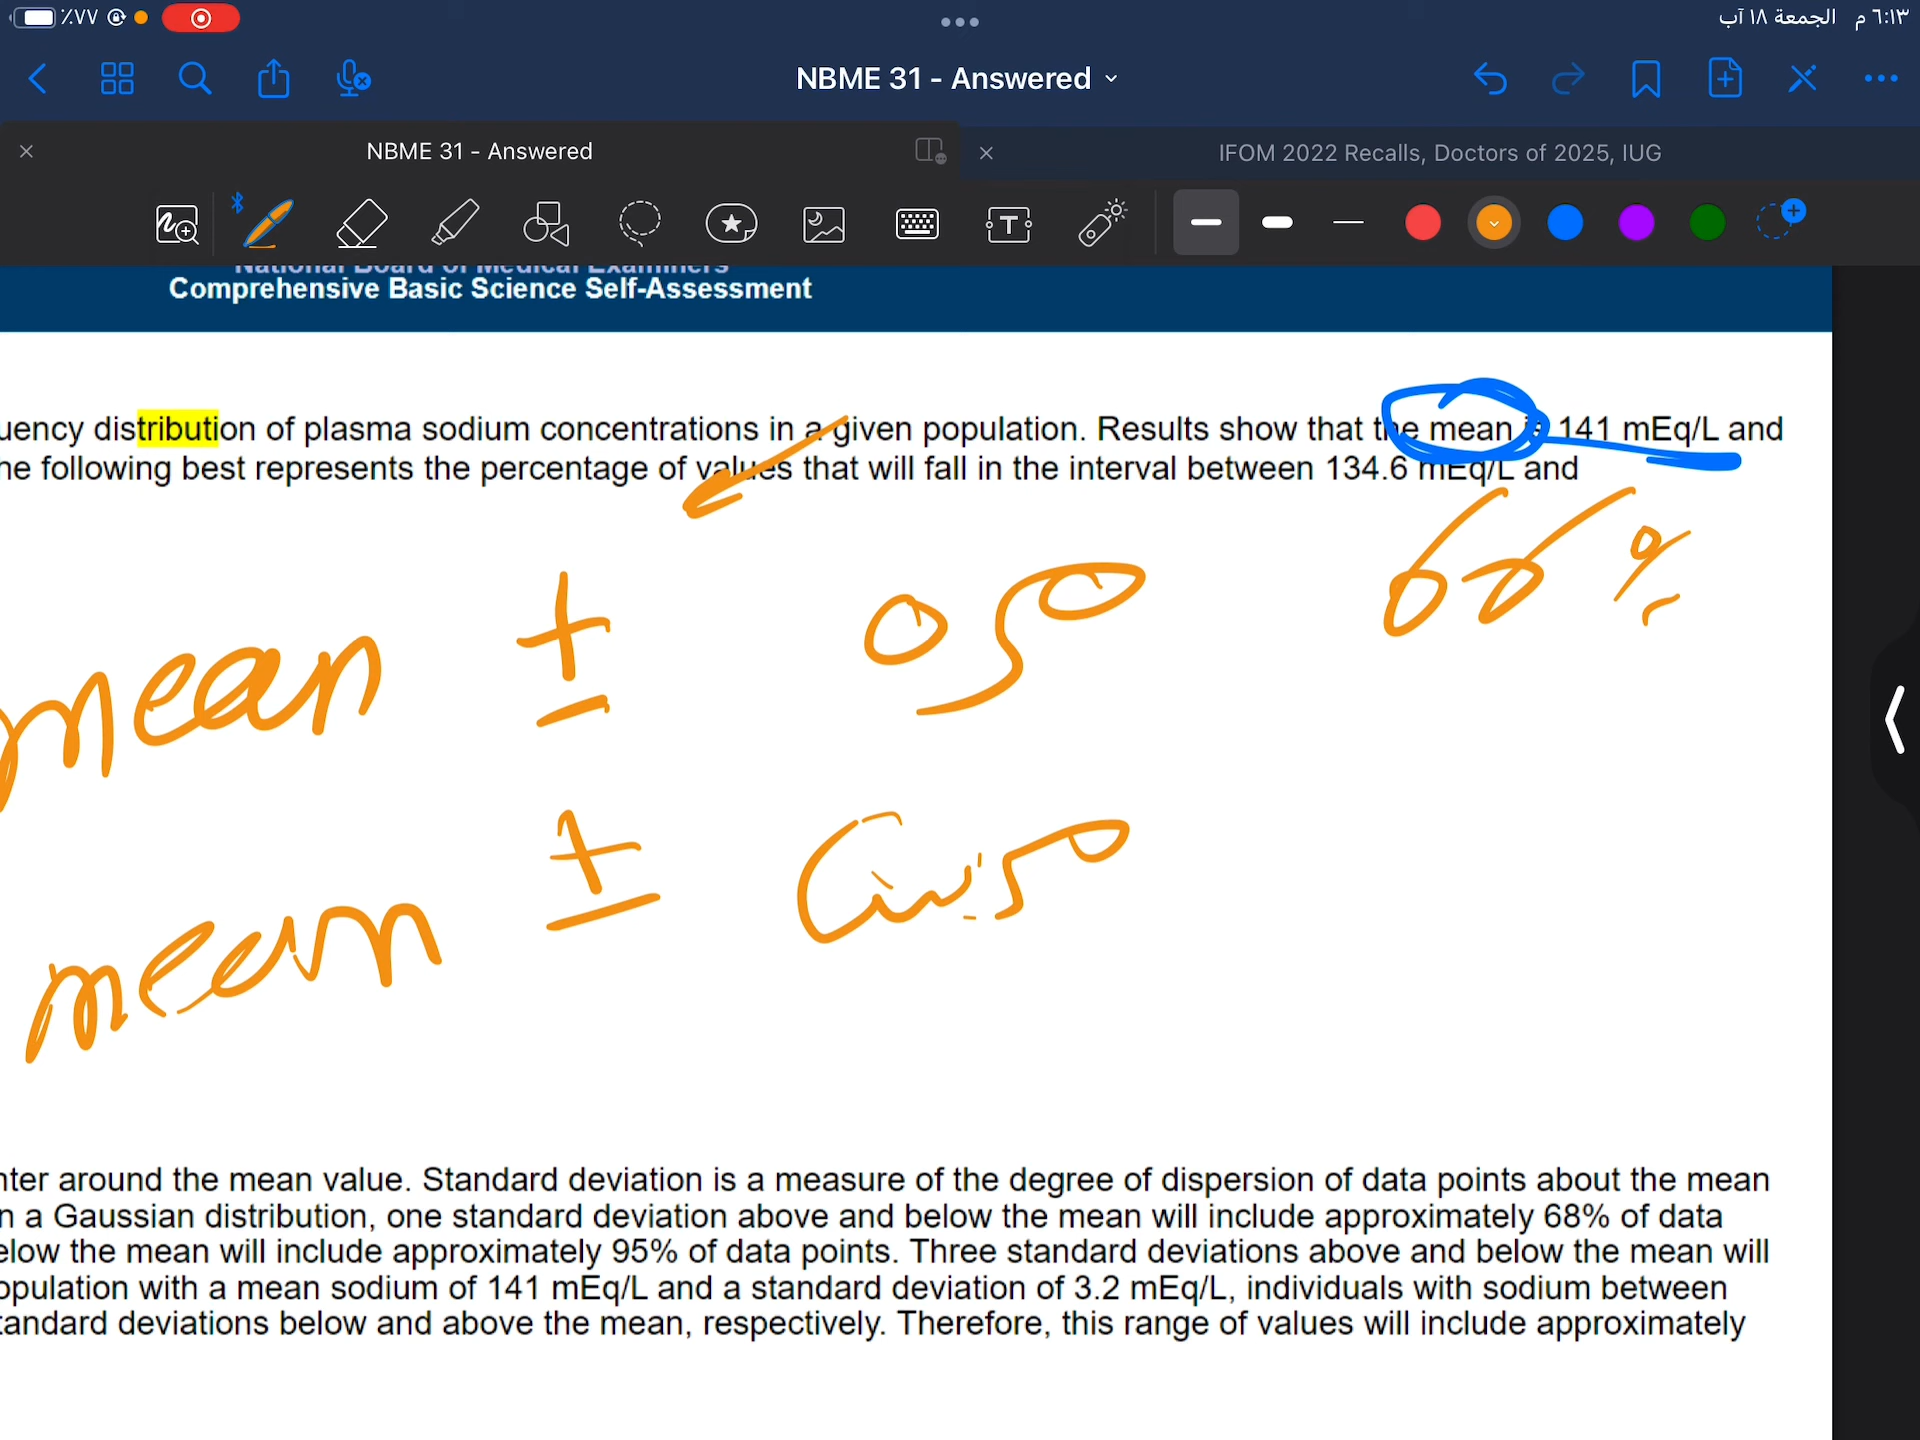 ٪٧٧
٦:١٣ م الجمعة ١٨ آب
NBME 31 - Answered
NBME 31 - Answered
IFOM 2022 Recalls, Doctors of 2025, IUG
T
National Board of Medical Examiners
Comprehensive Basic Science Self-Assessment
uency distribution of plasma sodium concentrations in a given population. Results show that the mean is 141 mEq/L and
he following best represents the percentage of values that will fall in the interval between 134.6 mEq/L and
mean ±
%
mean ±
nter around the mean value. Standard deviation is a measure of the degree of dispersion of data points about the mean
n a Gaussian distribution, one standard deviation above and below the mean will include approximately 68% of data
elow the mean will include approximately 95% of data points. Three standard deviations above and below the mean will
opulation with a mean sodium of 141 mEq/L and a standard deviation of 3.2 mEq/L, individuals with sodium between
tandard deviations below and above the mean, respectively. Therefore, this range of values will include approximately